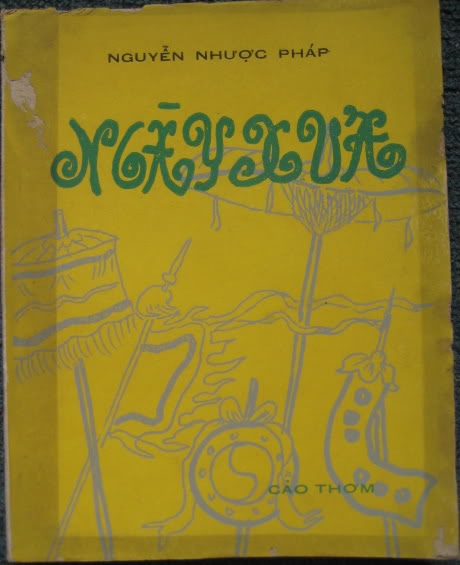 NGUYỄN NHƯỢC PHÁP
NGÀY XƯA
CẢO THƠM